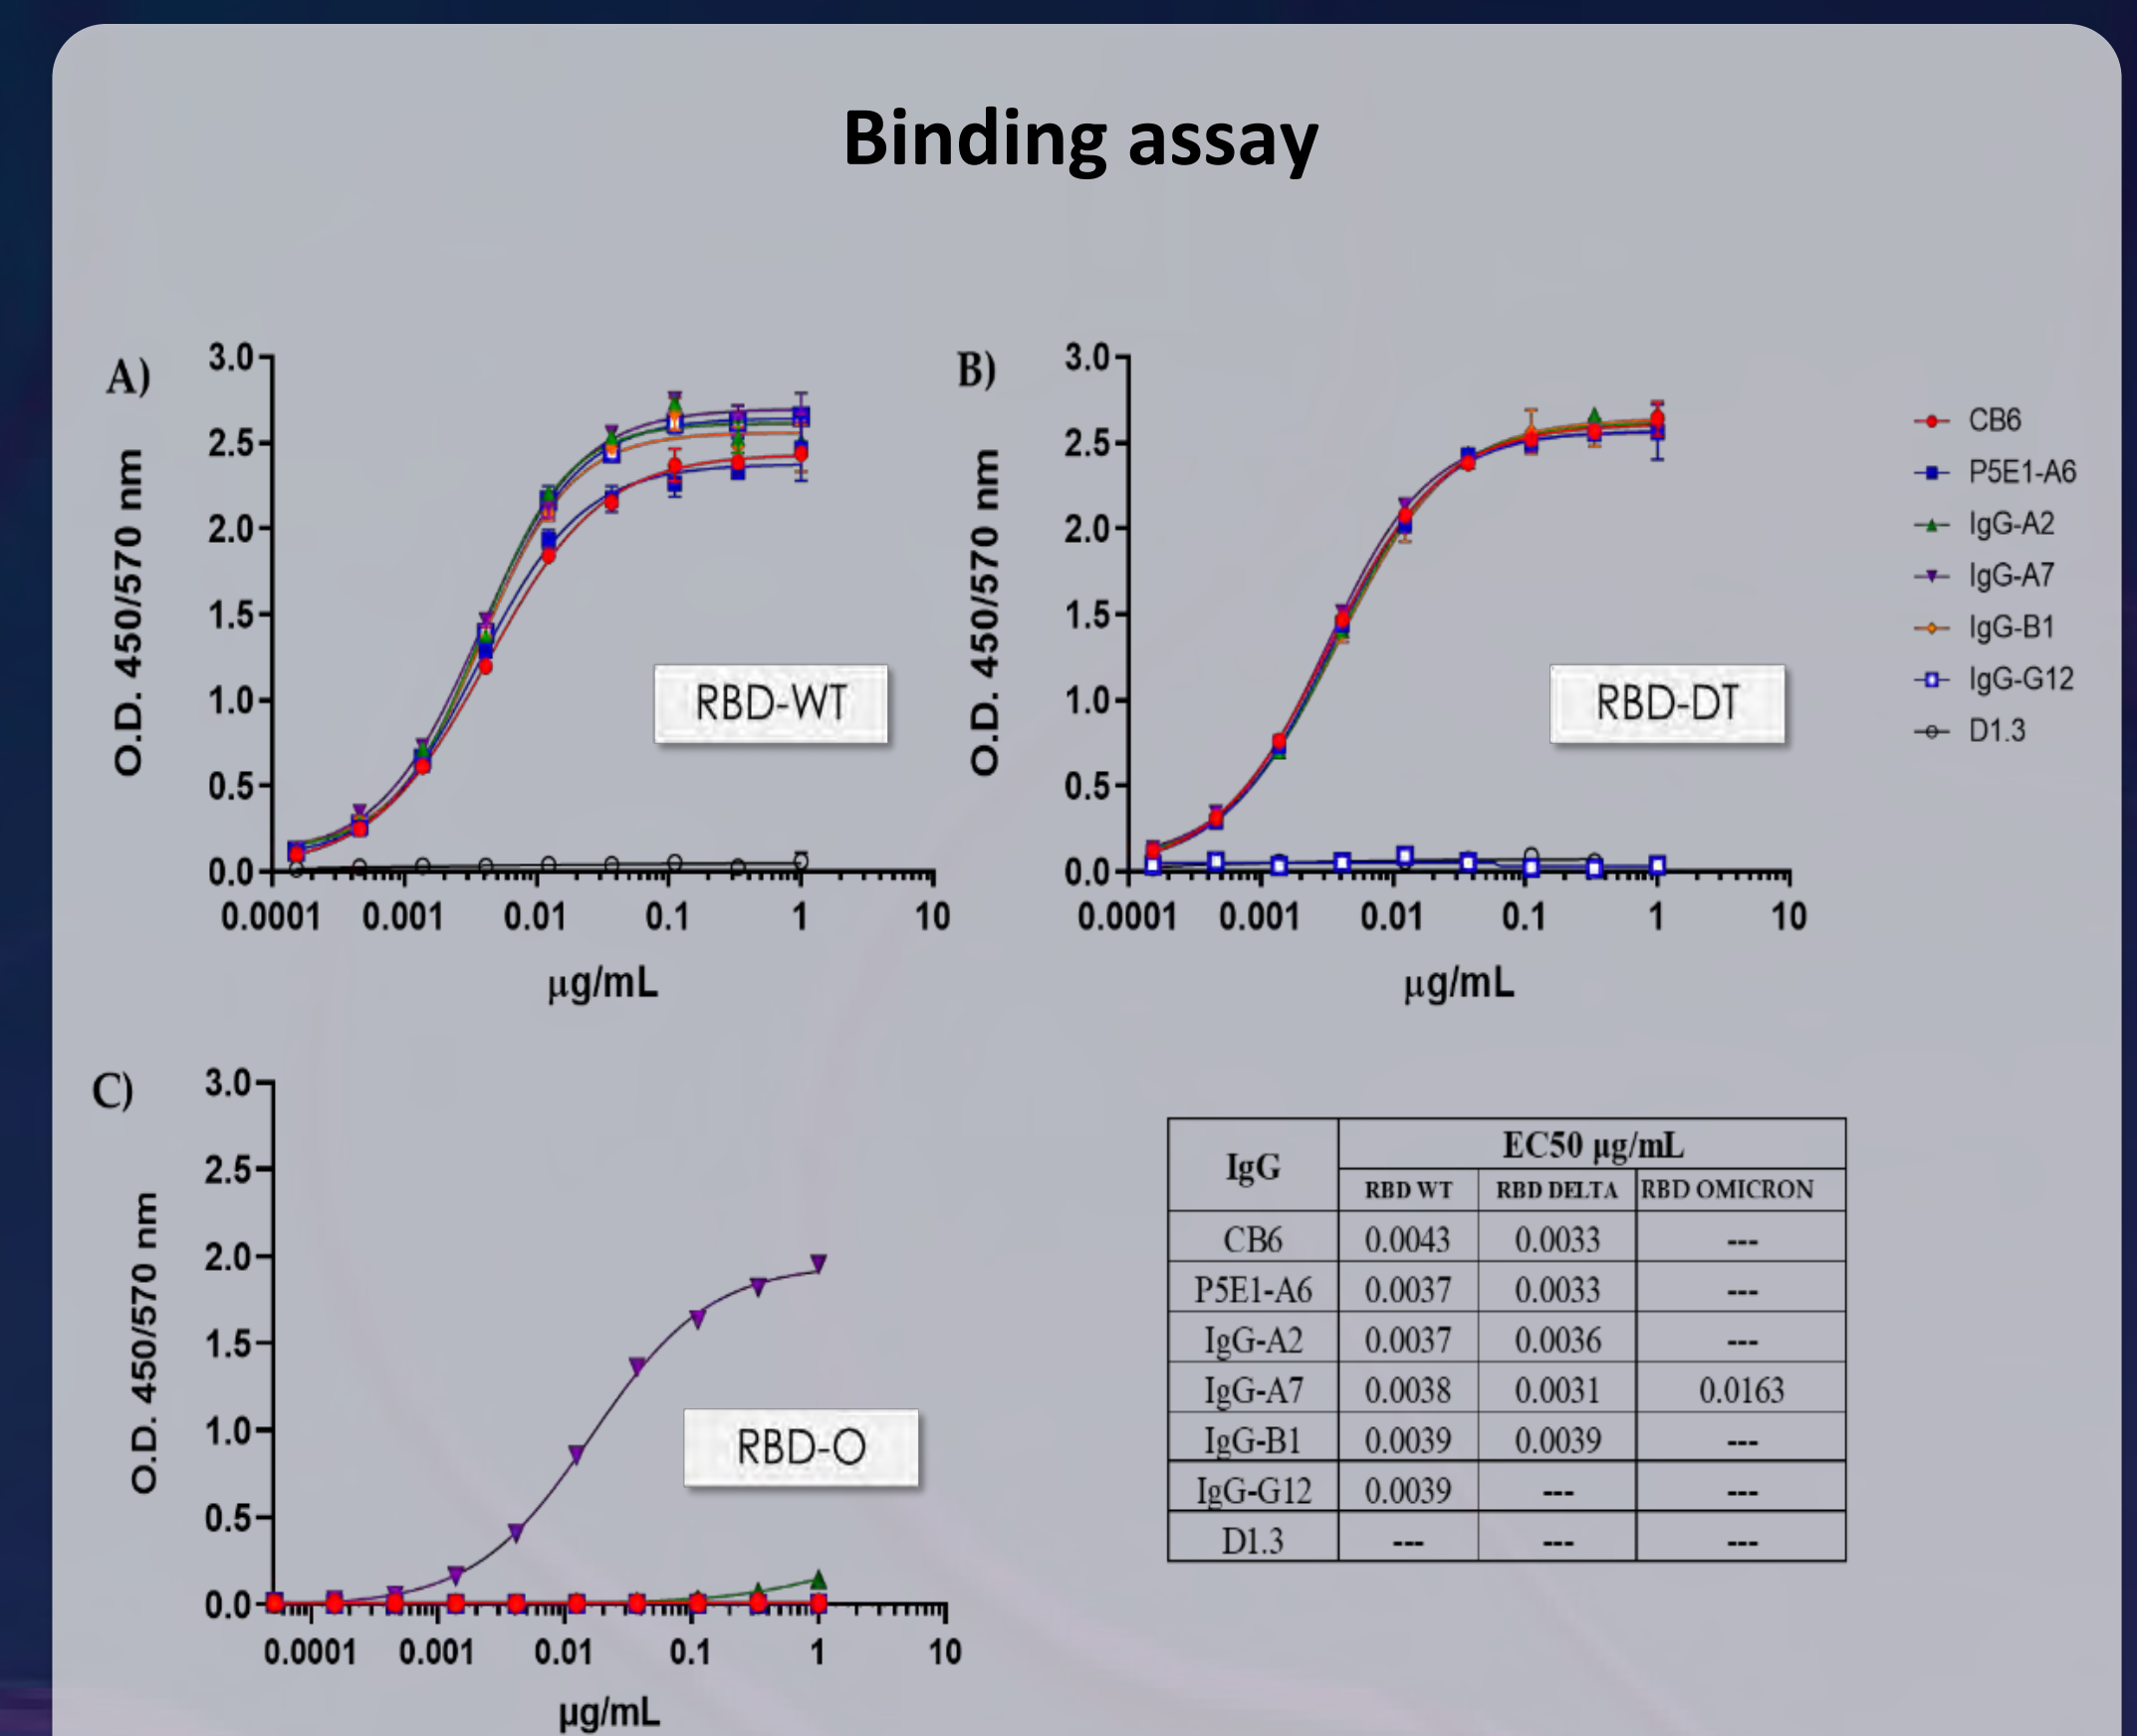 Binding assay
A)
3.0
2.5
2.0
1.5
1.0
0.5
0.0
O.D. 450/570 nm
RBD-WT
0.0001 0.001 0.01 0.1 1 10
µg/mL
B)
3.0
2.5
2.0
1.5
1.0
0.5
0.0
O.D. 450/570 nm
RBD-DT
0.0001 0.001 0.01 0.1 1 10
µg/mL
CB6
P5E1-A6
IgG-A2
IgG-A7
IgG-B1
IgG-G12
D1.3
C)
3.0
2.5
2.0
1.5
1.0
0.5
0.0
O.D. 450/570 nm
RBD-O
0.0001 0.001 0.01 0.1 1 10
µg/mL
IgG EC50 µg/mL
RBD WT RBD DELTA RBD OMICRON
CB6 0.0043 0.0033 ---
P5E1-A6 0.0037 0.0033 ---
IgG-A2 0.0037 0.0036 ---
IgG-A7 0.0038 0.0031 0.0163
IgG-B1 0.0039 0.0039 ---
IgG-G12 0.0039 --- ---
D1.3 --- --- ---